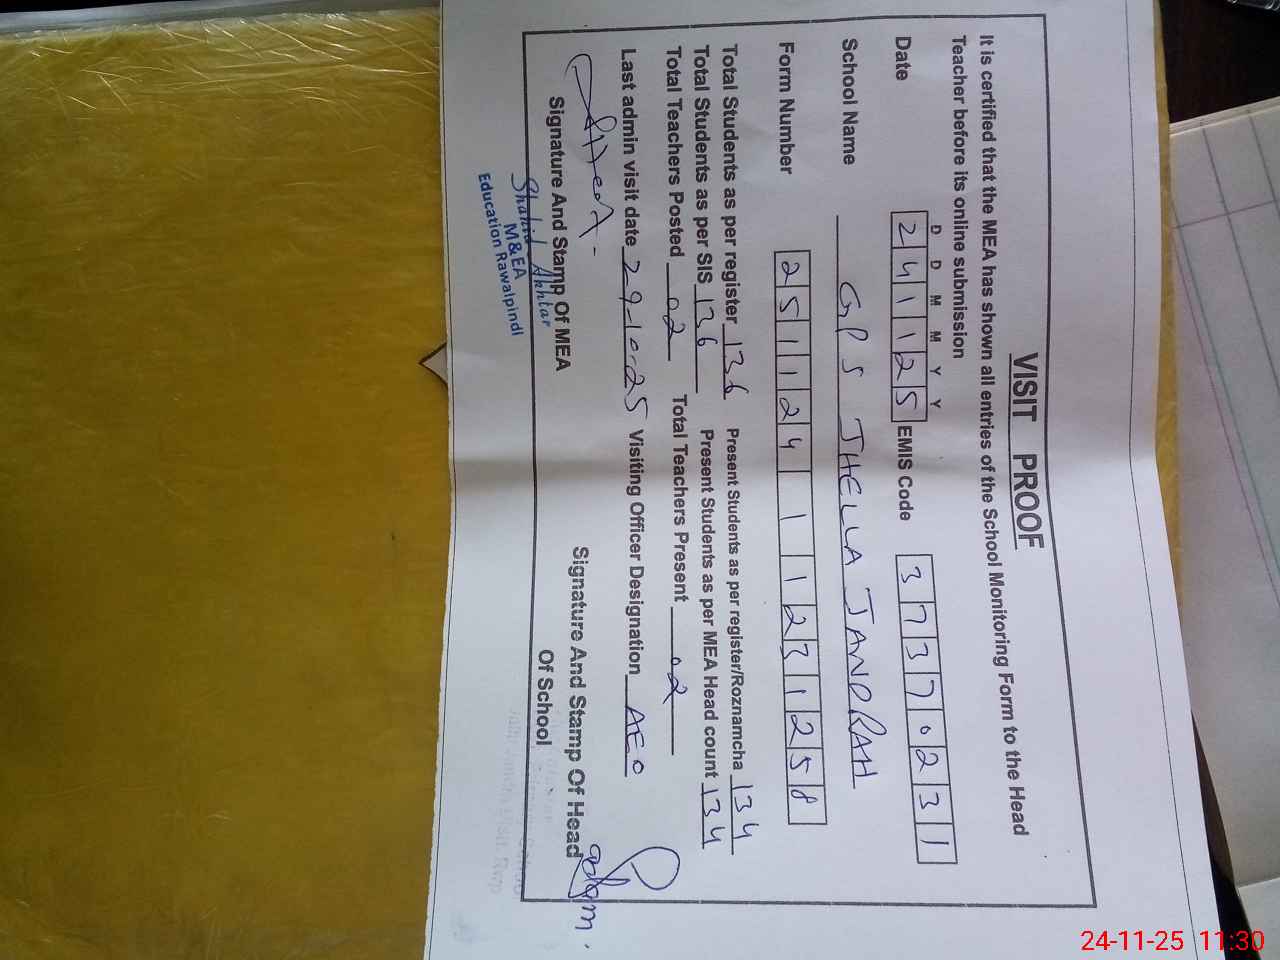 VISIT PROOF
It is certified that the MEA has shown all entries of the School Monitoring Form to the Head
Teacher before its online submission
D D M M Y Y
Date 2 4 1 1 2 5 EMIS Code 3 7 3 7 0 2 3 1
School Name GPS JHELLA JANDRAH
Form Number 2 5 1 1 2 4 1 1 2 3 1 2 5 8
Total Students as per register 136 Present Students as per register/Roznamcha 134
Total Students as per SIS 136 Present Students as per MEA Head count 134
Total Teachers Posted 02 Total Teachers Present 02
Last admin visit date 29-10-25 Visiting Officer Designation AEO
Signature And Stamp Of MEA Signature And Stamp Of Head
Of School
Shahid Akhtar
M&EA
Education Rawalpindi
24-11-25 11:30